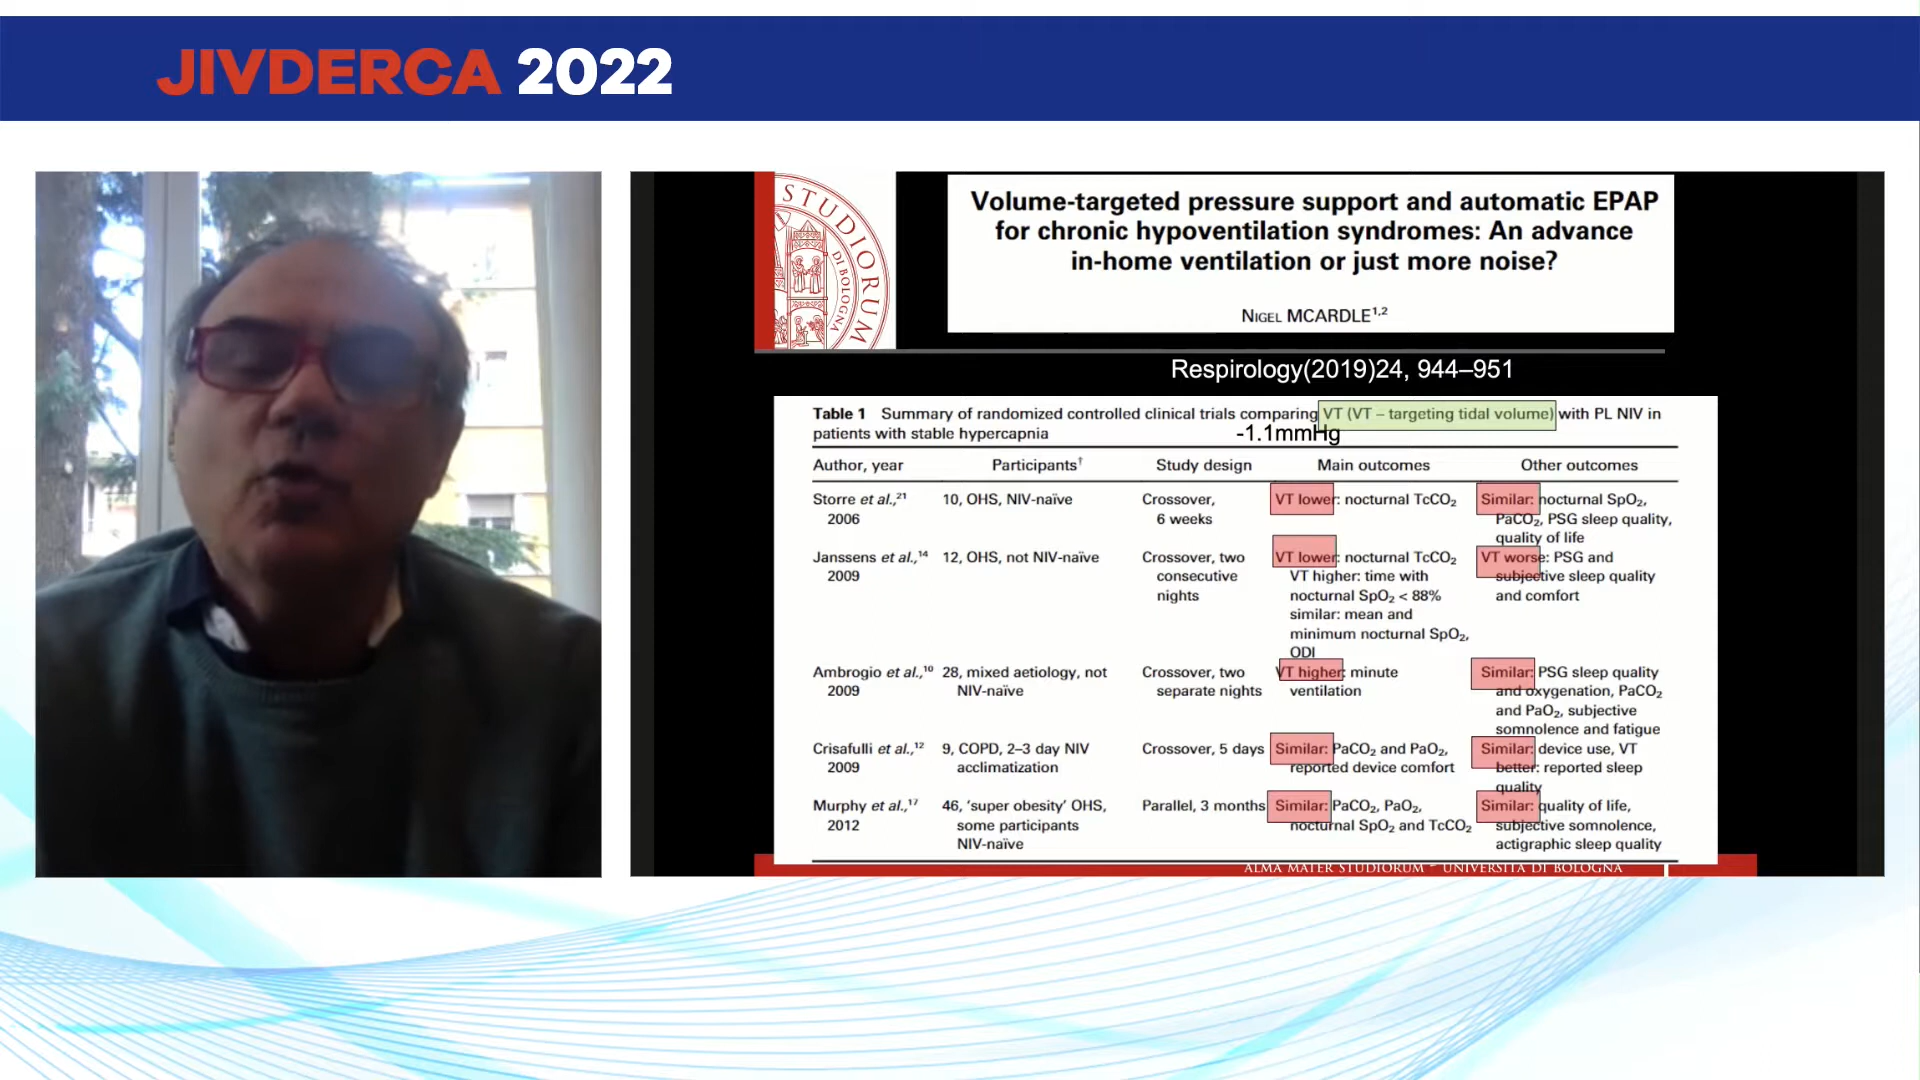 JIVDERCA 2022
STUDIORUM
DI BOLOGNA
Volume-targeted pressure support and automatic EPAP
for chronic hypoventilation syndromes: An advance
in-home ventilation or just more noise?
NIGEL MCARDLE1,2
Respirology(2019)24, 944–951
Table 1 Summary of randomized controlled clinical trials comparing VT (VT – targeting tidal volume) with PL NIV in
patients with stable hypercapnia
-1.1mmHg
Author, year Participants† Study design Main outcomes Other outcomes
Storre et al.,21 10, OHS, NIV-naïve Crossover, VT lower: nocturnal TcCO2 Similar: nocturnal SpO2,
2006 6 weeks PaCO2, PSG sleep quality,
quality of life
Janssens et al.,14 12, OHS, not NIV-naïve Crossover, two VT lower: nocturnal TcCO2 VT worse: PSG and
2009 consecutive VT higher: time with subjective sleep quality
nights nocturnal SpO2 < 88% and comfort
similar: mean and
minimum nocturnal SpO2,
ODI
Ambrogio et al.,10 28, mixed aetiology, not Crossover, two VT higher: minute Similar: PSG sleep quality
2009 NIV-naïve separate nights ventilation and oxygenation, PaCO2
and PaO2, subjective
somnolence and fatigue
Crisafulli et al.,12 9, COPD, 2–3 day NIV Crossover, 5 days Similar: PaCO2 and PaO2, Similar: device use, VT
2009 acclimatization reported device comfort better: reported sleep
quality
Murphy et al.,17 46, ‘super obesity’ OHS, Parallel, 3 months Similar: PaCO2, PaO2, Similar: quality of life,
2012 some participants nocturnal SpO2 and TcCO2 subjective somnolence,
NIV-naïve actigraphic sleep quality
ALMA MATER STUDIORUM – UNIVERSITÀ DI BOLOGNA